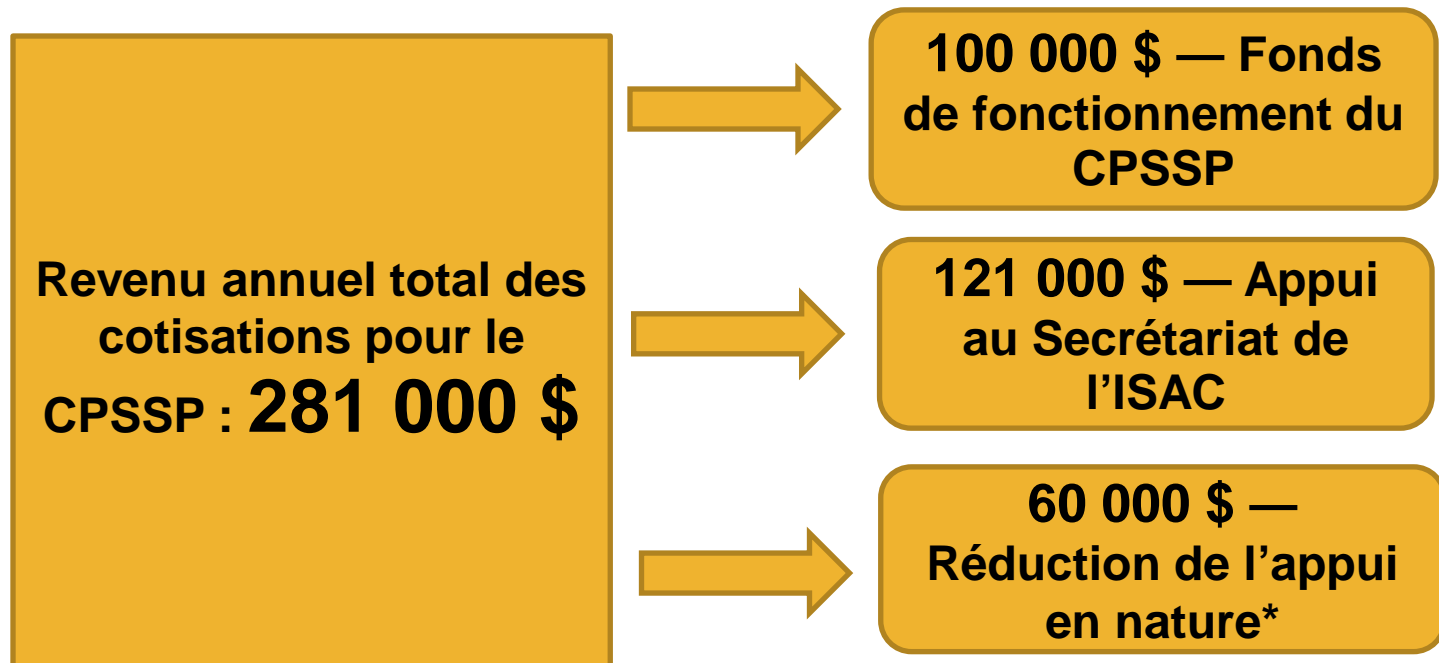 Revenu annuel total des
cotisations pour le
CPSSP : 281 000 $
100 000 $ — Fonds
de fonctionnement du
CPSSP
121 000 $ — Appui
au Secrétariat de
l’ISAC
60 000 $ —
Réduction de l’appui
en nature*